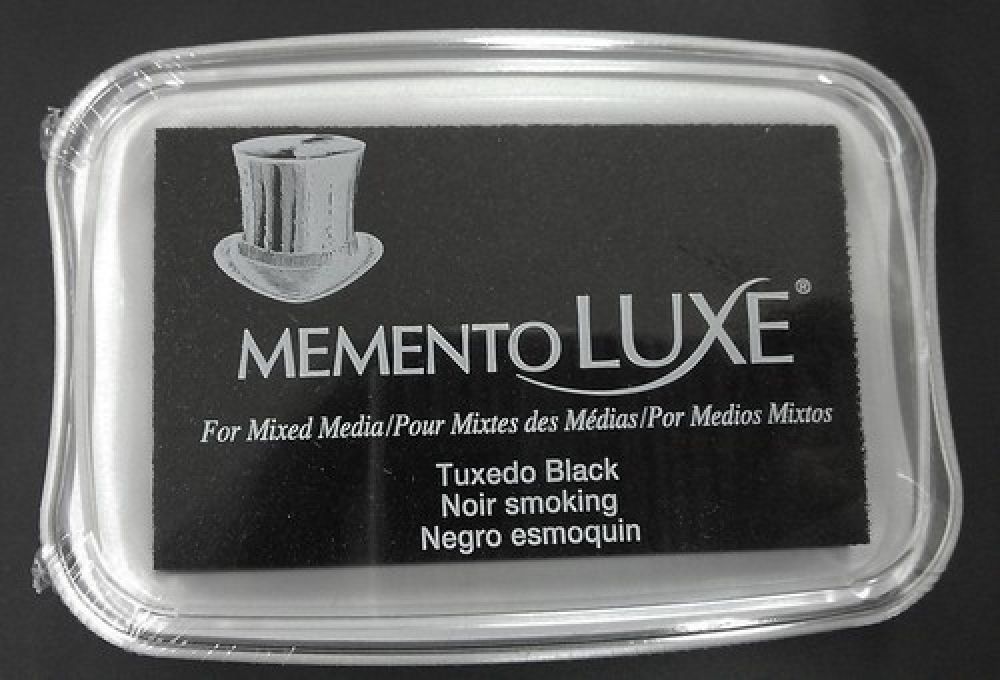 MEMENTO LUXE®
For Mixed Media/Pour Mixtes des Médias/Por Medios Mixtos
Tuxedo Black
Noir smoking
Negro esmoquin